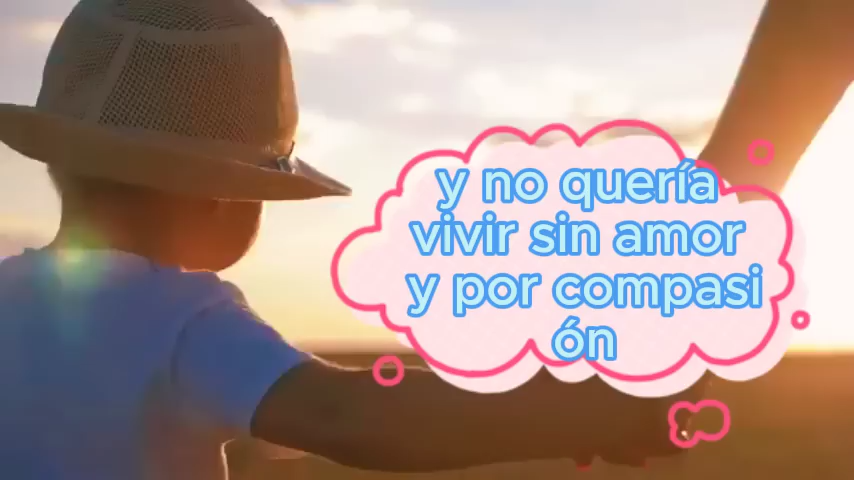 y no quería
vivir sin amor
y por compasi
ón